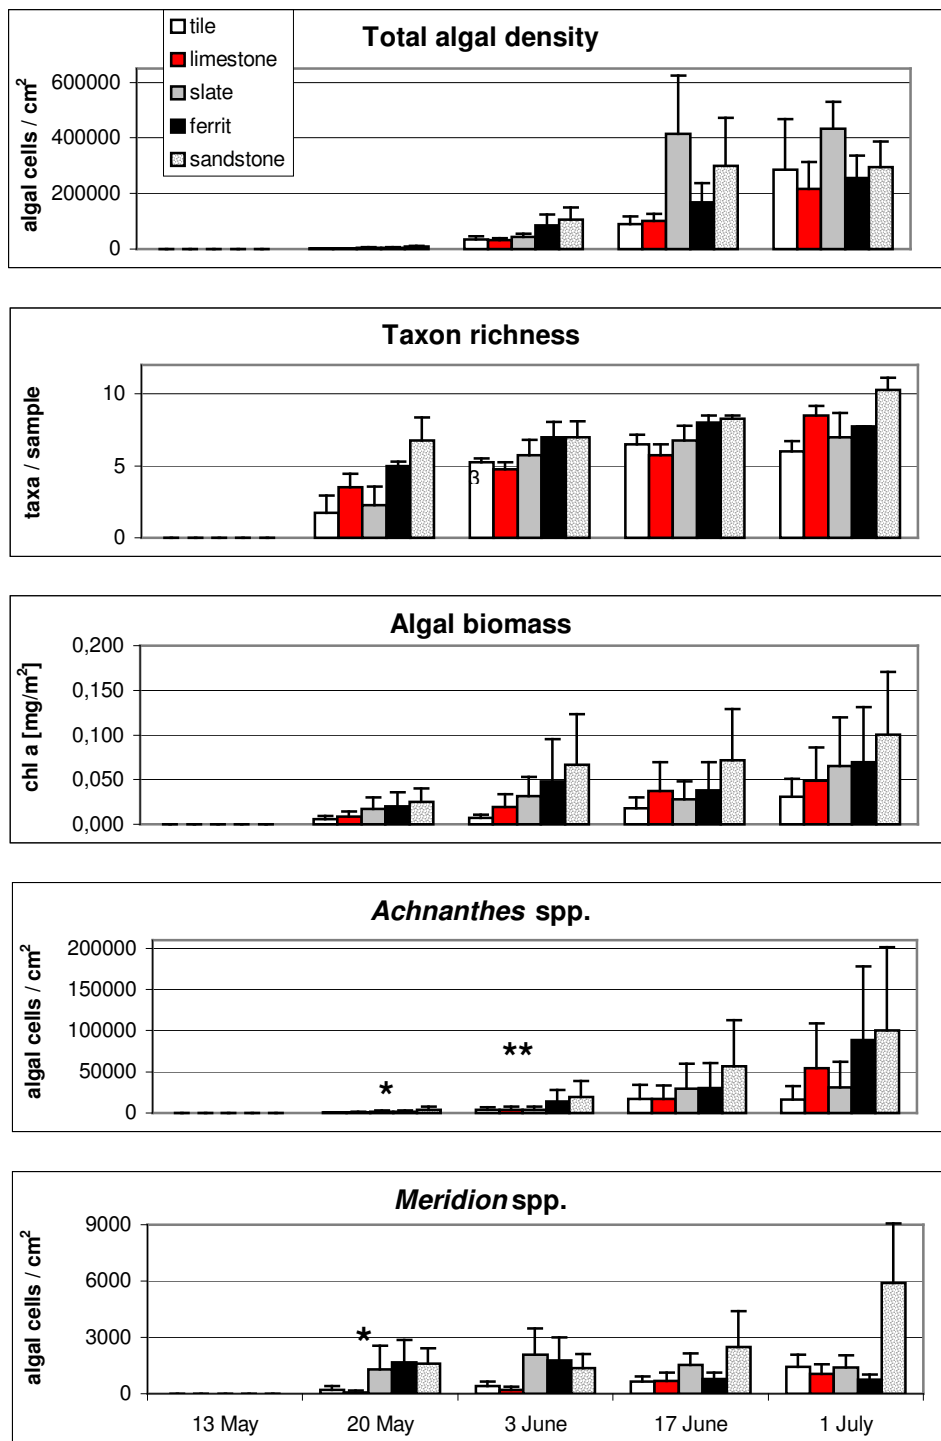 Total algal density
tile
limestone
slate
ferrit
sandstone
algal cells / cm²
600000
400000
200000
0
Taxon richness
taxa / sample
10
5
0
3
Algal biomass
chl a [mg/m²]
0,200
0,150
0,100
0,050
0,000
Achnanthes spp.
algal cells / cm²
200000
150000
100000
50000
0
*
**
Meridion spp.
algal cells / cm²
9000
6000
3000
0
*
13 May 20 May 3 June 17 June 1 July